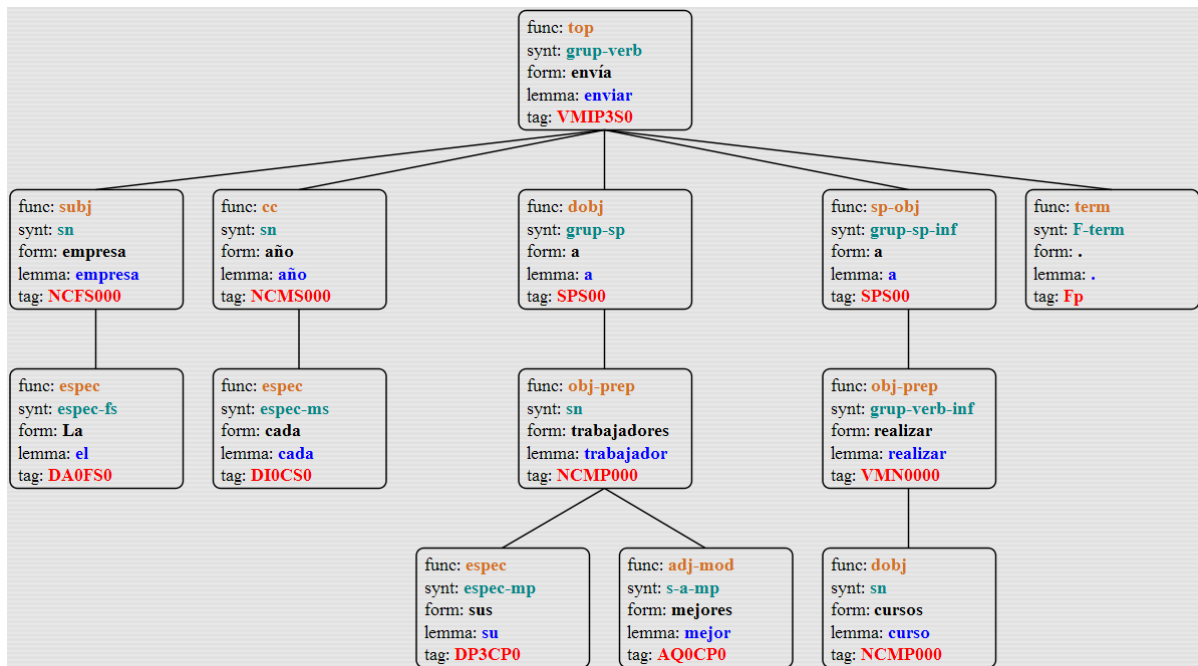 func: top
synt: grup-verb
form: envía
lemma: enviar
tag: VMIP3S0
func: subj
synt: sn
form: empresa
lemma: empresa
tag: NCFS000
func: cc
synt: sn
form: año
lemma: año
tag: NCMS000
func: dobj
synt: grup-sp
form: a
lemma: a
tag: SPS00
func: sp-obj
synt: grup-sp-inf
form: a
lemma: a
tag: SPS00
func: term
synt: F-term
form: .
lemma: .
tag: Fp
func: espec
synt: espec-fs
form: La
lemma: el
tag: DA0FS0
func: espec
synt: espec-ms
form: cada
lemma: cada
tag: DI0CS0
func: obj-prep
synt: sn
form: trabajadores
lemma: trabajador
tag: NCMP000
func: obj-prep
synt: grup-verb-inf
form: realizar
lemma: realizar
tag: VMN0000
func: espec
synt: espec-mp
form: sus
lemma: su
tag: DP3CP0
func: adj-mod
synt: s-a-mp
form: mejores
lemma: mejor
tag: AQ0CP0
func: dobj
synt: sn
form: cursos
lemma: curso
tag: NCMP000